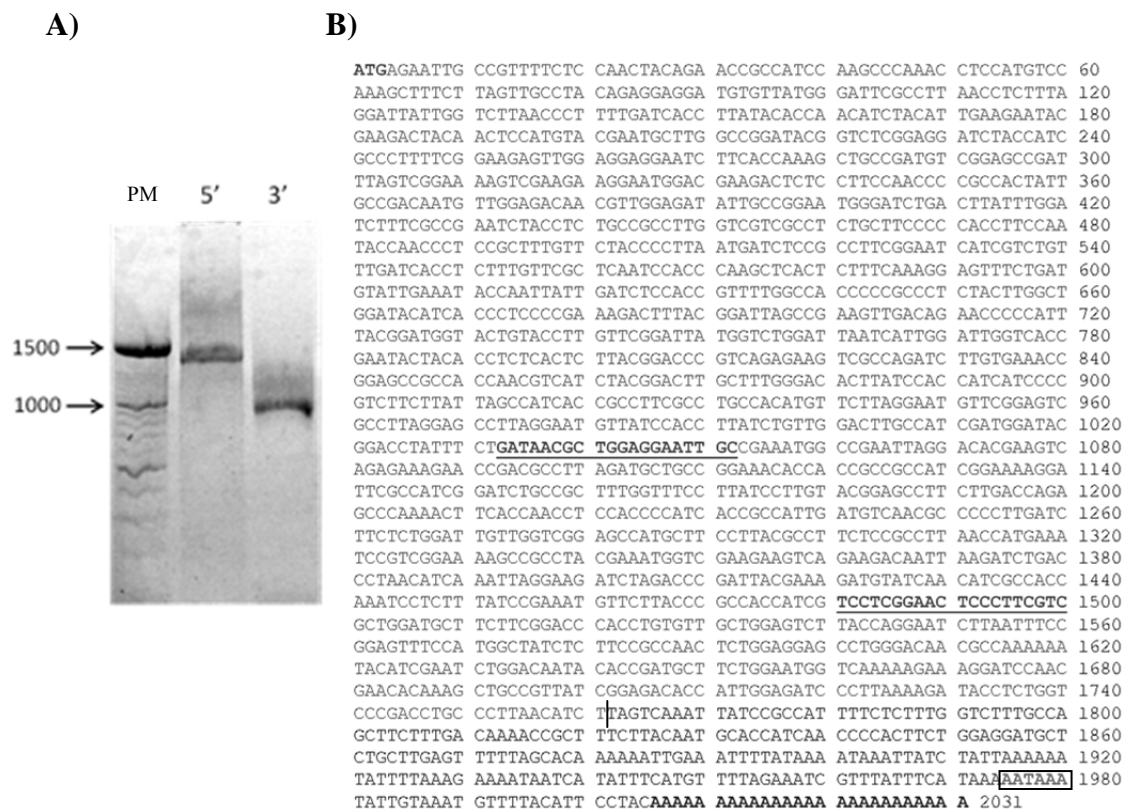 A)
B)
PM 5’ 3’
1500
1000
ATGAGAATTG CCGTTTTCTC CAACTACAGA ACCGCCATCC AAGCCCAAAC CTCCATGTCC 60
AAAGCTTTCT TAGTTGCCTA CAGAGGAGGA TGTGTTATGG GATTCGCCTT AACCTCTTTA 120
GGATTATTGG TCTTAACCCT TTTGATCACC TTATACACCA ACATCTACAT TGAAGAATAC 180
GAAGACTACA ACTCCATGTA CGAATGCTTG GCCGGATACG GTCTCGGAGG ATCTACCATC 240
GCCCTTTTCG GAAGAGTTGG AGGAGGAATC TTCACCAAAG CTGCCGATGT CGGAGCCGAT 300
TTAGTCGGAA AAGTCGAAGA AGGAATGGAC GAAGACTCTC CTTCCAACCC CGCCACTATT 360
GCCGACAATG TTGGAGACAA CGTTGGAGAT ATTGCCGGAA TGGGATCTGA CTTATTTGGA 420
TCTTTCGCCG AATCTACCTC TGCCGCCTTG GTCGTCGCCT CTGCTTCCCC CACCTTCCAA 480
TACCAACCCT CCGCTTTGTT CTACCCCTTA ATGATCTCCG CCTTCGGAAT CATCGTCTGT 540
TTGATCACCT CTTTGTTCGC TCAATCCACC CAAGCTCACT CTTTCAAAGG AGTTTCTGAT 600
GTATTGAAAT ACCAATTATT GATCTCCACC GTTTTGGCCA CCCCCGCCCT CTACTTGGCT 660
GGATACATCA CCCTCCCCGA AAGACTTTAC GGATTAGCCG AAGTTGACAG AACCCCCATT 720
TACGGATGGT ACTGTACCTT GTTCGGATTA TGGTCTGGAT TAATCATTGG ATTGGTCACC 780
GAATACTACA CCTCTCACTC TTACGGACCC GTCAGAGAAG TCGCCAGATC TTGTGAAACC 840
GGAGCCGCCA CCAACGTCAT CTACGGACTT GCTTTGGGAC ACTTATCCAC CATCATCCCC 900
GTCTTCTTAT TAGCCATCAC CGCCTTCGCC TGCCACATGT TCTTAGGAAT GTTCGGAGTC 960
GCCTTAGGAGC CTTAGGAAT GTTATCCACC TTATCTGTTG GACTTGCCAT CGATGGATAC 1020
GGACCTATTT CTGATAACGC TGGAGGAATT GCCGAAATGG CCGAATTAGG ACACGAAGTC 1080
AGAGAAAGAAC CGACGCCTT AGATGCTGCC GGAAACACCA CCGCCGCCAT CGGAAAAGGA 1140
TTCGCCATCG GATCTGCCGC TTTGGTTTCC TTATCCTTGT ACGGAGCCTT CTTGACCAGA 1200
GCCCAAAACT TCACCAACCT CCACCCCATC ACCGCCATTG ATGTCAACGC CCCCTTGATC 1260
TTCTCTGGAT TGTTGGTCGG AGCCATGCTT CCTTACGCCT TCTCCGCCTT AACCATGAAA 1320
TCCGTCGGAA AAGCCGCCTA CGAAATGGTC GAAGAAGTCA GAAGACAATT AAGATCTGAC 1380
CCTAACATCA AATTAGGAAG ATCTAGACCC GATTACGAAA GATGTATCAA CATCGCCACC 1440
AAATCCTCTT TATCCGAAAT GTTCTTACCC GCCACCATCG TCCTCGGAAC TCCCTTCGTC 1500
GCTGGATGCT TCTTCGGACC CACCTGTGTT GCTGGAGTCT TACCAGGAAT CTTAATTTCC 1560
GGAGTTTCCA TGGCTATCTC TTCCGCCAAC TCTGGAGGAG CCTGGGACAA CGCCAAAAAA 1620
TACATCGAAT CTGGACAATA CACCGATGCT TCTGGAATGG TCAAAAAGAA AGGATCCAAC 1680
GAACACAAAG CTGCCGTTAT CGGAGACACC ATTGGAGATC CCTTAAAAGA TACCTCTGGT 1740
CCCGACCTGC CCTTAACATC TTAGTCAAAT TATCCGCCAT TTTCTCTTTG GTCTTTGCCA 1800
GCTTCTTTGA CAAAACCGCT TTCTTACAAT GCACCATCAA CCCCACTTCT GGAGGATGCT 1860
CTGCTTGAGT TTTTAGCACA AAAAATTGAA ATTTTATAAA ATAAATTATC TATTAAAAAA 1920
TATTTTAAAG AAAATAATCA TATTTCATGT TTTAGAAATC GTTTATTTCA TAAAAATAAA 1980
TATTGTAAAT GTTTTACATT CCTACAAAAA AAAAAAAAAA AAAAAAAAAA A 2031